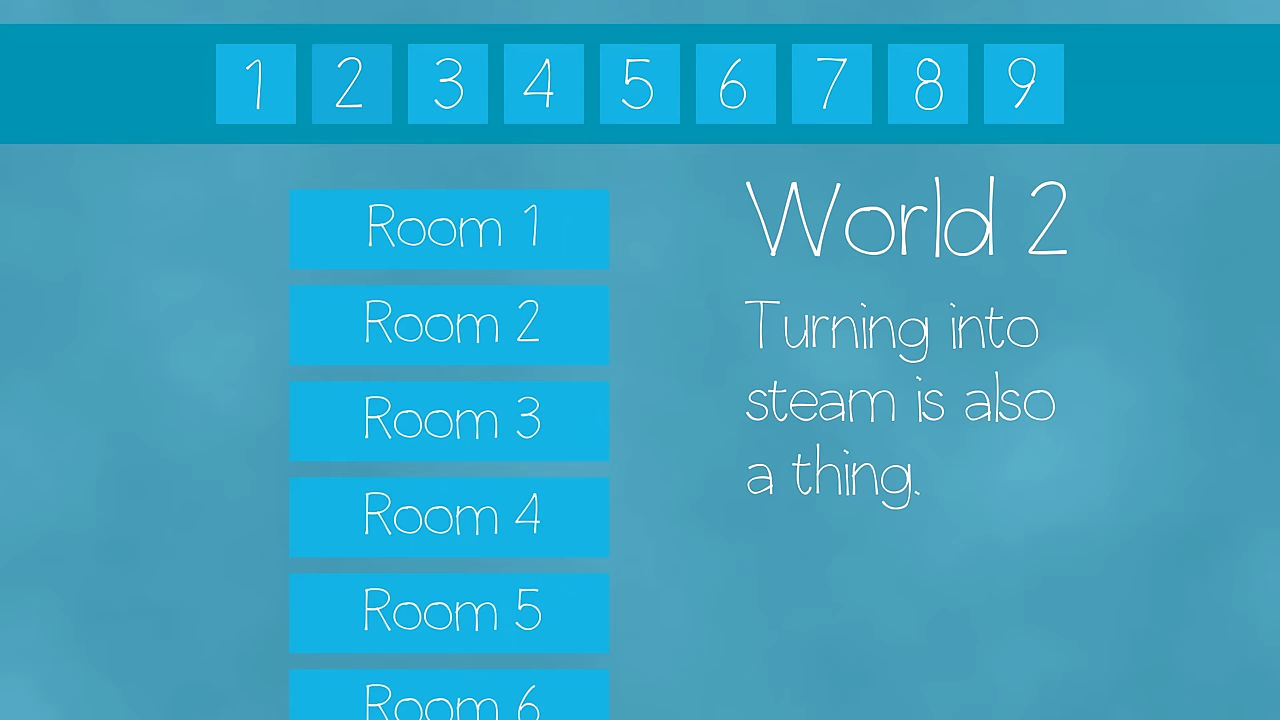 1 2 3 4 5 6 7 8 9
Room 1
Room 2
Room 3
Room 4
Room 5
Room 6
World 2
Turning into
steam is also
a thing.